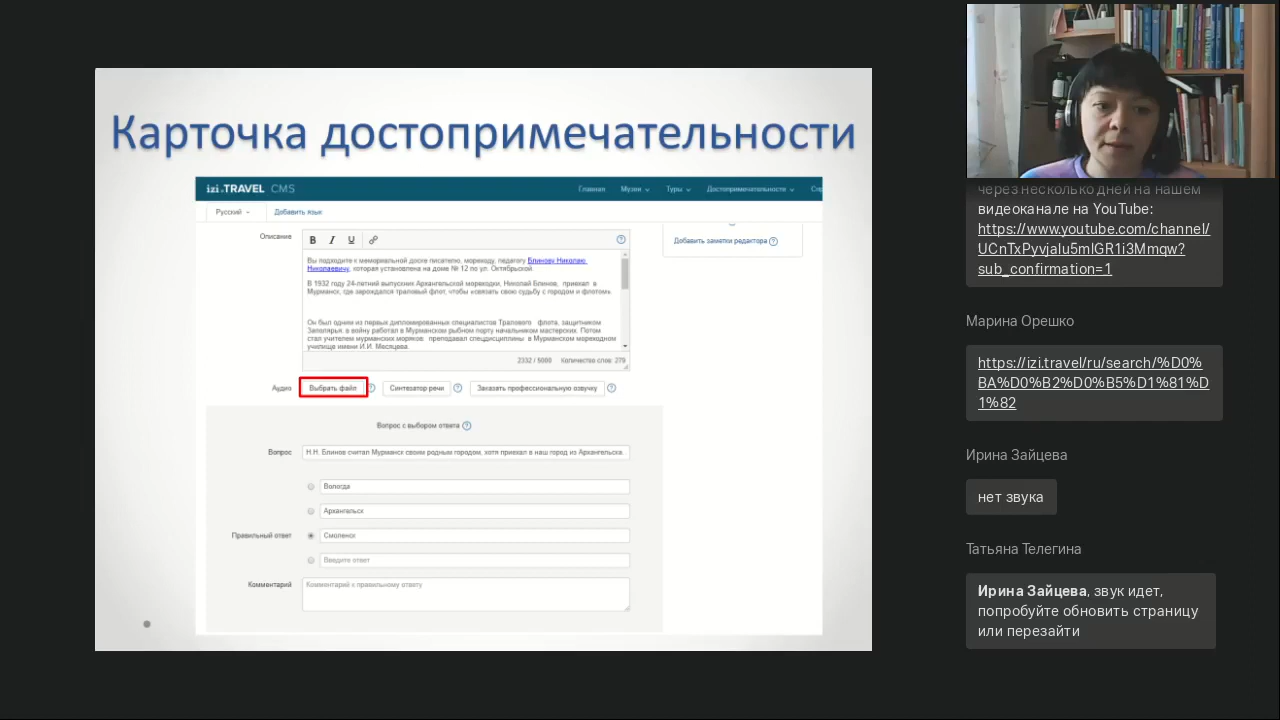 Карточка достопримечательности
izi.TRAVEL CMS
Главная Музеи Туры Достопримечательности Спр
Русский Добавить язык
Описание
B I U
Добавить заметки редактора
Вы подходите к мемориальной доске писателю, мореходу, педагогу Блинову Николаю
Николаевичу, которая установлена на доме № 12 по ул. Октябрьской
В 1932 году 24-летний выпускник Архангельской мореходки, Николай Блинов, приехал в
Мурманск, где зарождался траловый флот, чтобы «связать свою судьбу с городом и флотом».
Он был одним из первых дипломированных специалистов Тралового флота, защитником
Заполярья: в войну работал в Мурманском рыбном порту начальником мастерских. Потом
стал учителем мурманских моряков: преподавал спецдисциплины в Мурманском мореходном
училище имени И.И. Месяцева.
2332 / 5000 Количество слов: 279
Аудио Выбрать файл Синтезатор речи Заказать профессиональную озвучку
Вопрос с выбором ответа
Вопрос Н.Н. Блинов считал Мурманск своим родным городом, хотя приехал в наш город из Архангельска.
Вологда
Архангельск
Правильный ответ Смоленск
Введите ответ
Комментарий Комментарий к правильному ответу
через несколько дней на нашем
видеоканале на YouTube:
https://www.youtube.com/channel/
UCnTxPyvjalu5mlGR1i3Mmqw?
sub_confirmation=1
Марина Орешко
https://izi.travel/ru/search/%D0%
BA%D0%B2%D0%B5%D1%81%D
1%82
Ирина Зайцева
нет звука
Татьяна Телегина
Ирина Зайцева, звук идет,
попробуйте обновить страницу
или перезайти